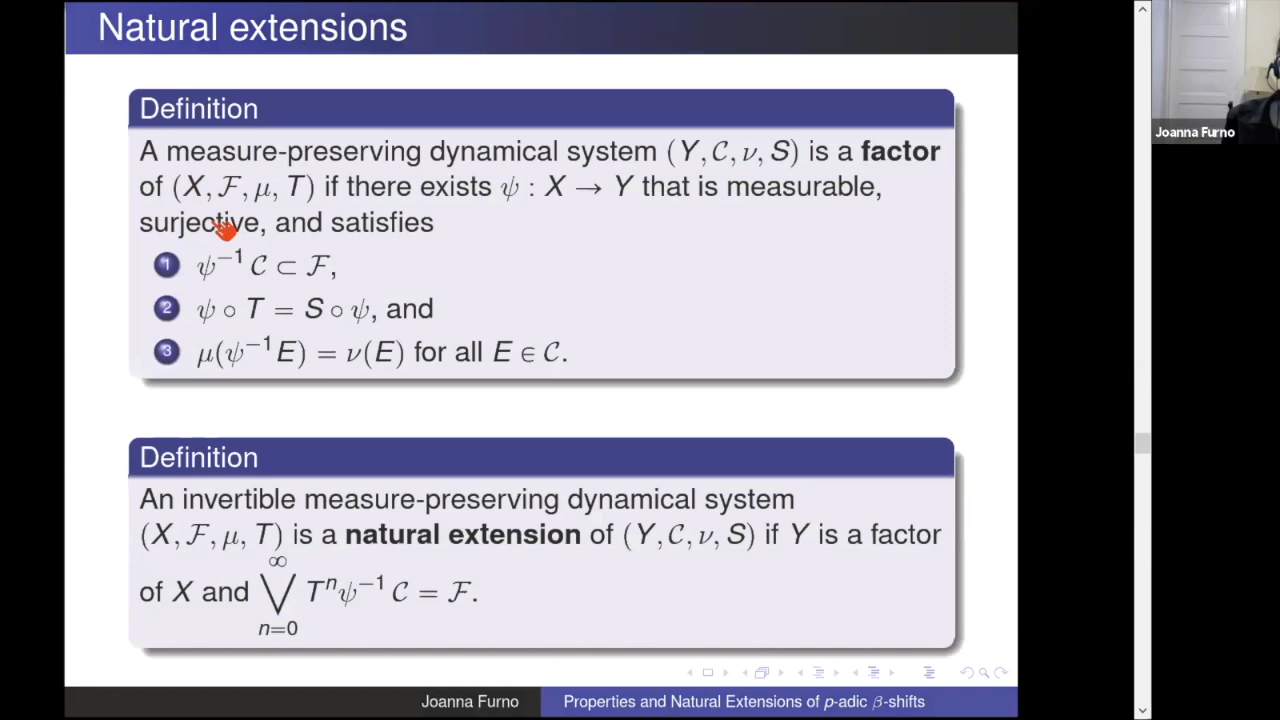 Natural extensions
Definition
A measure-preserving dynamical system (Y, 𝒞, ν, S) is a factor
of (X, ℱ, μ, T) if there exists ψ : X → Y that is measurable,
surjective, and satisfies
1 ψ⁻¹ 𝒞 ⊂ ℱ,
2 ψ ∘ T = S ∘ ψ, and
3 μ(ψ⁻¹E) = ν(E) for all E ∈ 𝒞.
Definition
An invertible measure-preserving dynamical system
(X, ℱ, μ, T) is a natural extension of (Y, 𝒞, ν, S) if Y is a factor
of X and ⋁_{n=0}^{∞} Tⁿψ⁻¹ 𝒞 = ℱ.
Joanna Furno
Properties and Natural Extensions of p-adic β-shifts
Joanna Furno